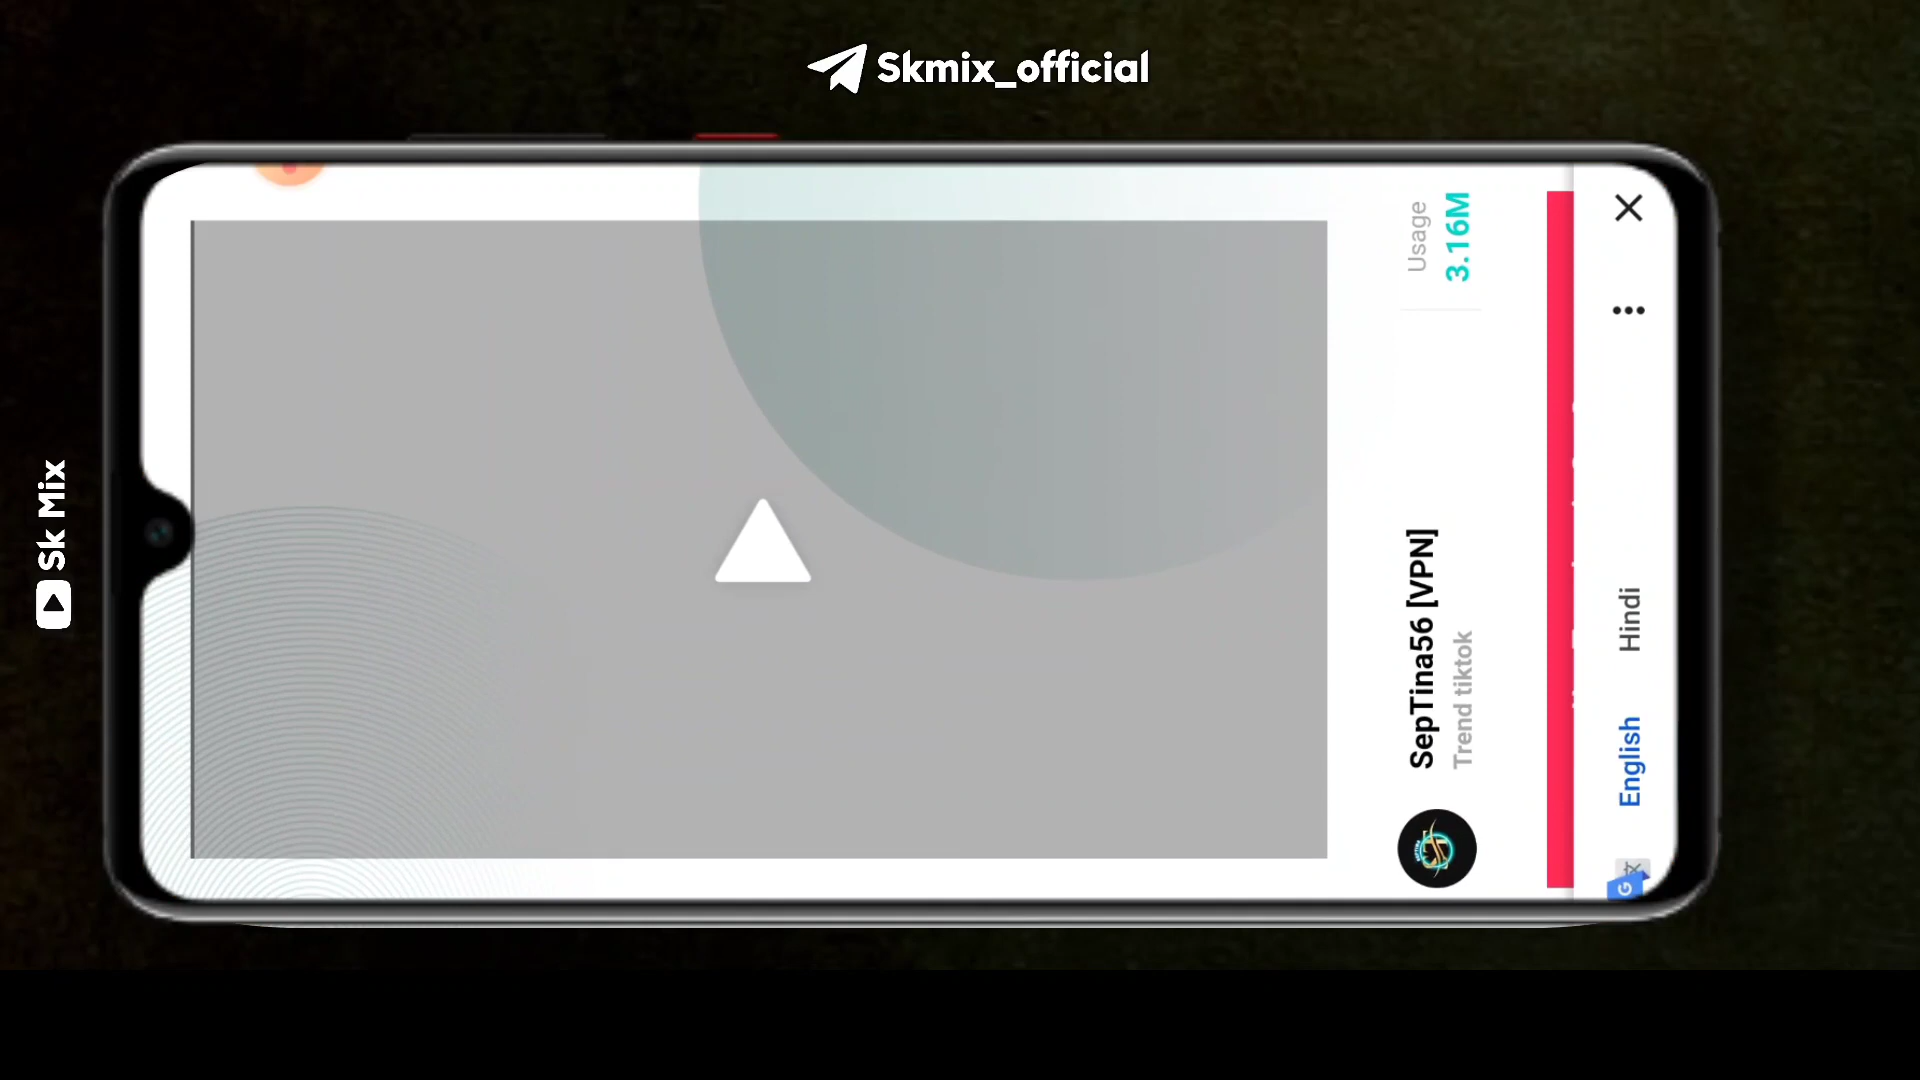 Skmix_official
Sk Mix
Usage
3.16M
SepTina56 [VPN]
Trend tiktok
English
Hindi